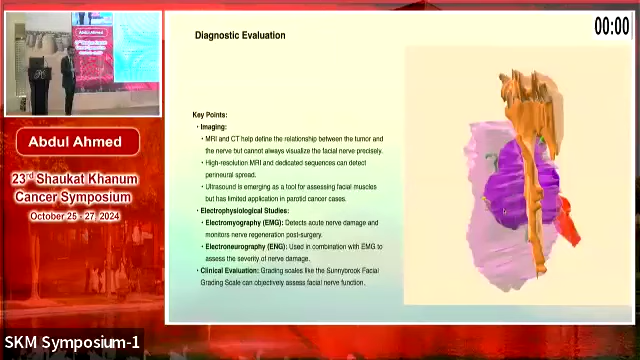 00:00
Diagnostic Evaluation
Abdul Ahmed
23rd Shaukat Khanum
Cancer Symposium
October 25 - 27, 2024
Key Points:
• Imaging:
• MRI and CT help define the relationship between the tumor and
the nerve but cannot always visualize the facial nerve precisely.
• High-resolution MRI and dedicated sequences can detect
perineural spread.
• Ultrasound is emerging as a tool for assessing facial muscles
but has limited application in parotid cancer cases.
• Electrophysiological Studies:
• Electromyography (EMG): Detects acute nerve damage and
monitors nerve regeneration post-surgery.
• Electroneurography (ENG): Used in combination with EMG to
assess the severity of nerve damage.
• Clinical Evaluation: Grading scales like the Sunnybrook Facial
Grading Scale can objectively assess facial nerve function.
SKM Symposium-1